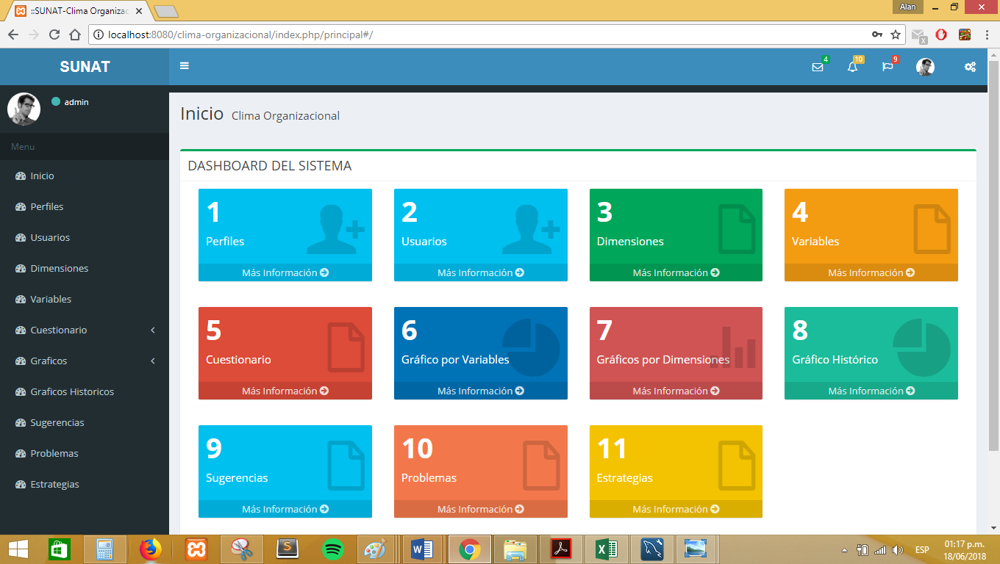 ::SUNAT-Clima Organizac
Alan
localhost:8080/clima-organizacional/index.php/principal#/
SUNAT
4
10
9
admin
Menu
Inicio
Perfiles
Usuarios
Dimensiones
Variables
Cuestionario
Graficos
Graficos Historicos
Sugerencias
Problemas
Estrategias
Inicio Clima Organizacional
DASHBOARD DEL SISTEMA
1
Perfiles
Más Información
2
Usuarios
Más Información
3
Dimensiones
Más Información
4
Variables
Más Información
5
Cuestionario
Más Información
6
Gráfico por Variables
Más Información
7
Gráficos por Dimensiones
Más Información
8
Gráfico Histórico
Más Información
9
Sugerencias
Más Información
10
Problemas
Más Información
11
Estrategias
Más Información
ESP
01:17 p.m.
18/06/2018